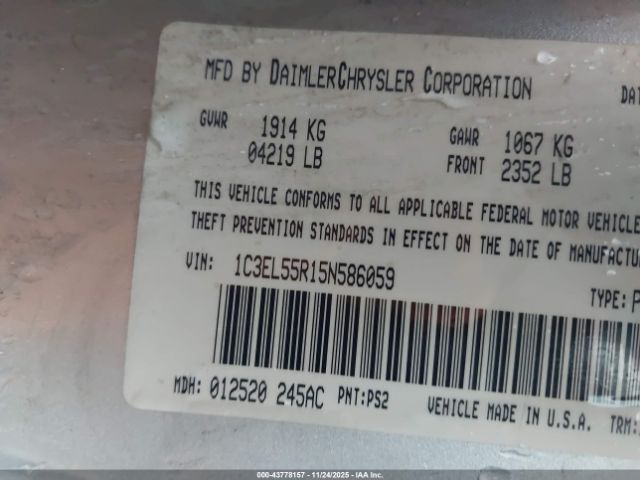 MFD BY DAIMLERCHRYSLER CORPORATION DAT
GVWR 1914 KG GAWR 1067 KG
04219 LB FRONT 2352 LB
THIS VEHICLE CONFORMS TO ALL APPLICABLE FEDERAL MOTOR VEHICLE
THEFT PREVENTION STANDARDS IN EFFECT ON THE DATE OF MANUFACTU
VIN: 1C3EL55R15N586059 TYPE: P
MDH: 012520 245AC PNT:PS2 VEHICLE MADE IN U.S.A. TRM:
000-43778157 - 11/24/2025 - IAA Inc.